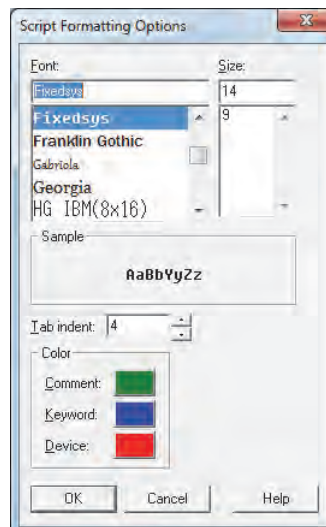 Script Formatting Options
Font: Size:
Fixedsys 14
Fixedsys 9
Franklin Gothic
Gabriola
Georgia
HG IBM(8x16)
Sample
AaBbYyZz
Tab indent: 4
Color
Comment:
Keyword:
Device:
OK Cancel Help